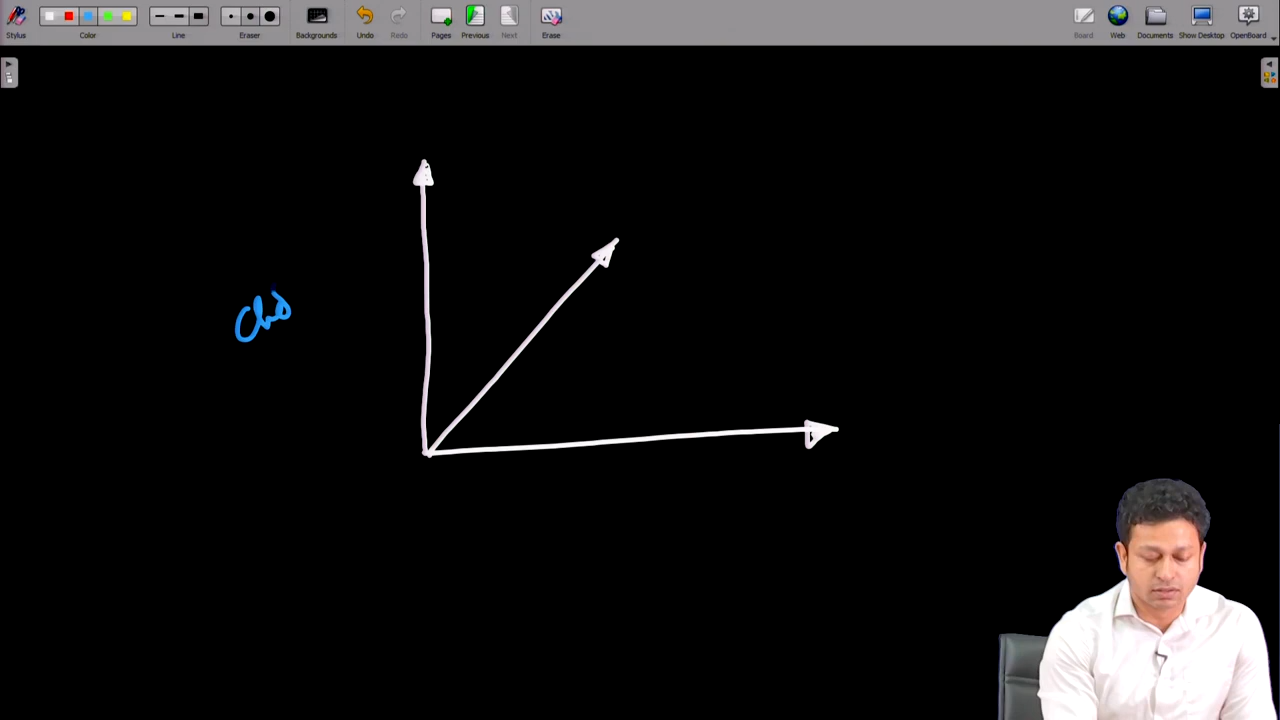 Stylus
Color
Line
Eraser
Backgrounds
Undo
Redo
Pages
Previous
Next
Erase
Board
Web
Documents
Show Desktop
OpenBoard